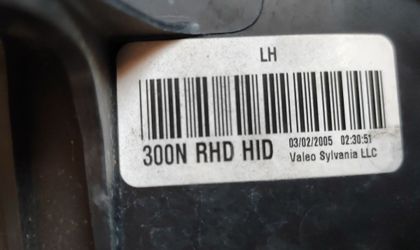 LH
300N RHD HID 03/02/2005 02:30:51
Valeo Sylvania LLC